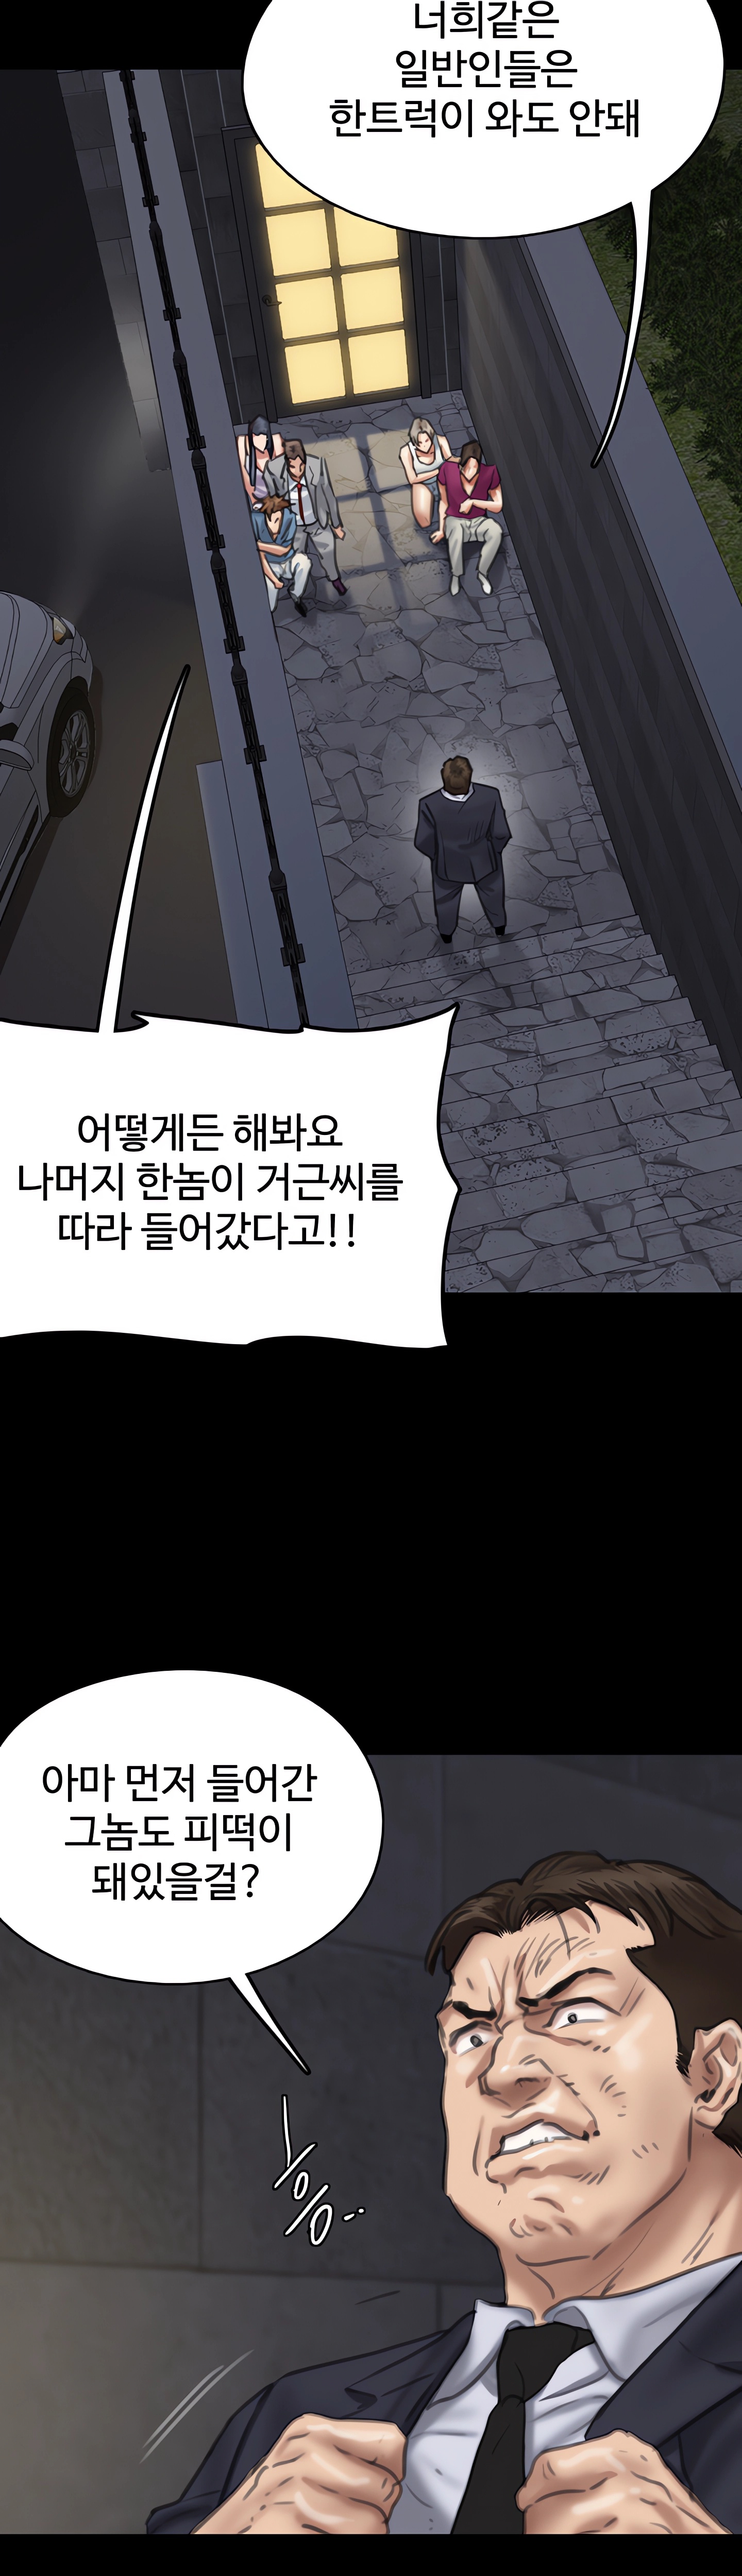 너희같은
일반인들은
한트럭이 와도 안돼
어떻게든 해봐요
나머지 한놈이 거근씨를
따라 들어갔다고!!
아마 먼저 들어간
그놈도 피떡이
돼있을걸?